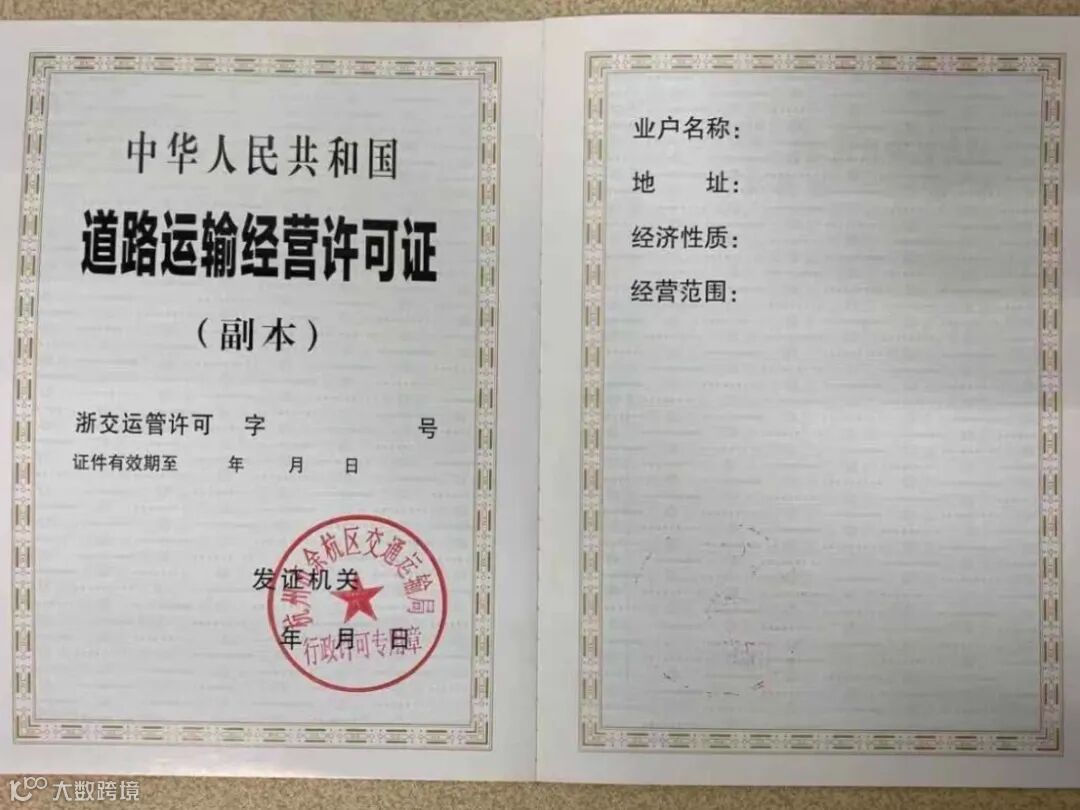 中华人民共和国
道路运输经营许可证
（副本）
浙交运管许可 字 号
证件有效期至 年 月 日
发证机关
年 月 日
杭州市余杭区交通运输局
行政许可专用章
业户名称：
地 址：
经济性质：
经营范围：
10100 大数跨境